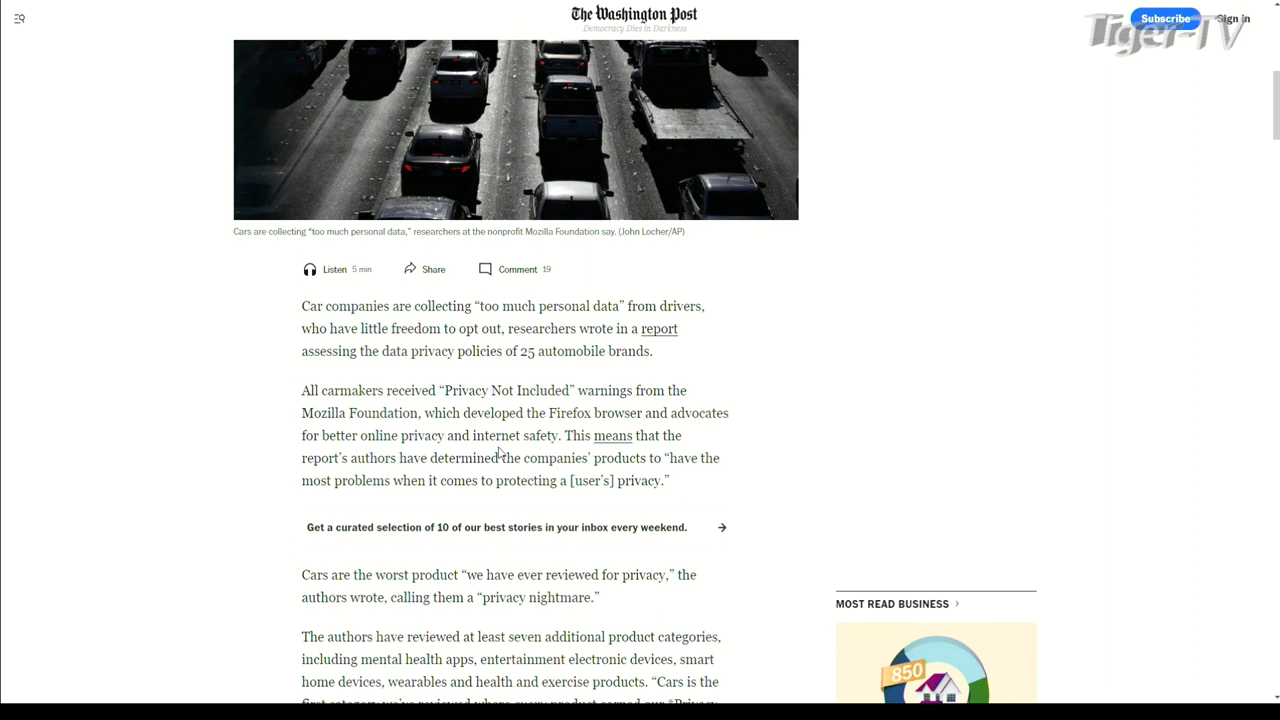 The Washington Post
Democracy Dies in Darkness
Subscribe
Sign in
Tiger-TV
Cars are collecting “too much personal data,” researchers at the nonprofit Mozilla Foundation say. (John Locher/AP)
Listen 5 min
Share
Comment 19
Car companies are collecting “too much personal data” from drivers,
who have little freedom to opt out, researchers wrote in a report
assessing the data privacy policies of 25 automobile brands.
All carmakers received “Privacy Not Included” warnings from the
Mozilla Foundation, which developed the Firefox browser and advocates
for better online privacy and internet safety. This means that the
report’s authors have determined the companies’ products to “have the
most problems when it comes to protecting a [user’s] privacy.”
Get a curated selection of 10 of our best stories in your inbox every weekend.
Cars are the worst product “we have ever reviewed for privacy,” the
authors wrote, calling them a “privacy nightmare.”
The authors have reviewed at least seven additional product categories,
including mental health apps, entertainment electronic devices, smart
home devices, wearables and health and exercise products. “Cars is the
first category we’ve reviewed where every product earned our “Privacy
MOST READ BUSINESS
850